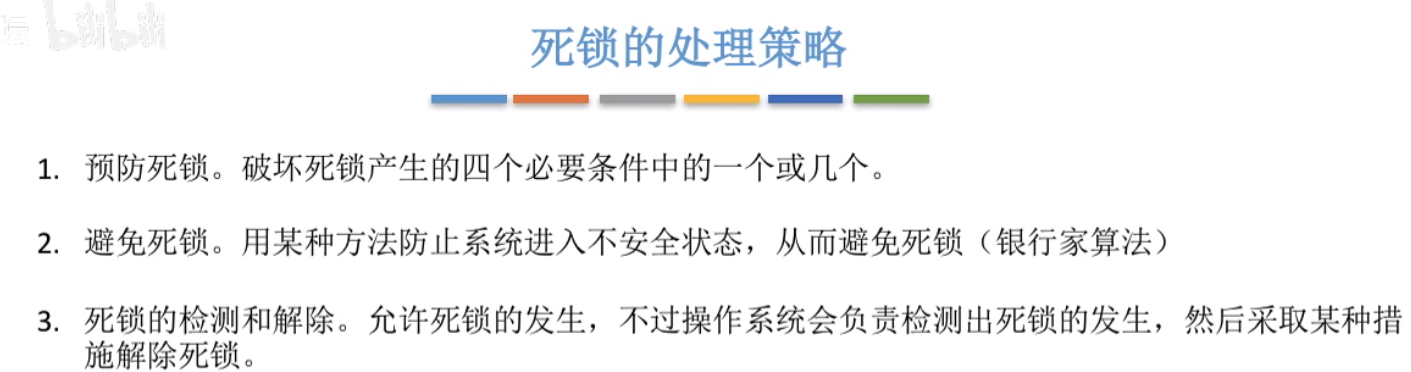 坛 bilibili
死锁的处理策略
1. 预防死锁。破坏死锁产生的四个必要条件中的一个或几个。
2. 避免死锁。用某种方法防止系统进入不安全状态，从而避免死锁（银行家算法）
3. 死锁的检测和解除。允许死锁的发生，不过操作系统会负责检测出死锁的发生，然后采取某种措
施解除死锁。